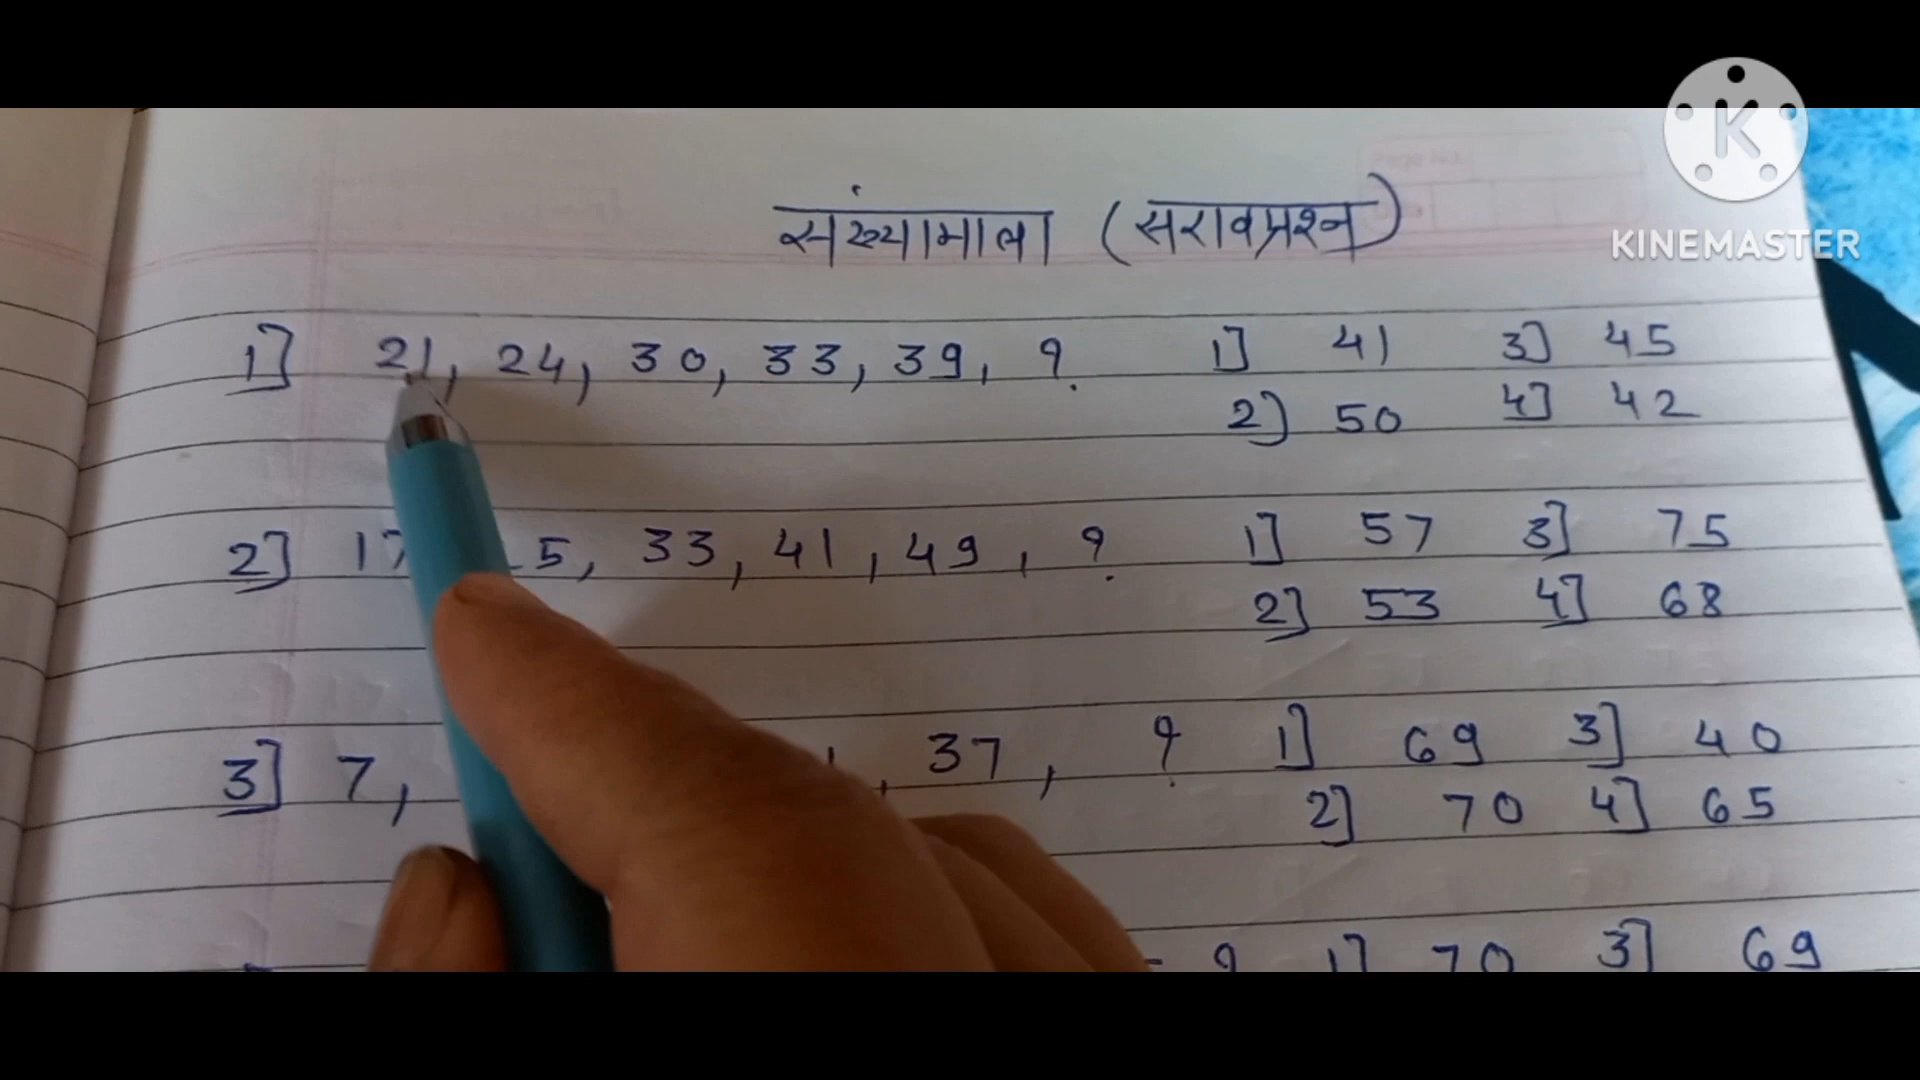 KINEMASTER
संख्यामाला (सरावप्रश्न)
1] 21, 24, 30, 33, 39, ? 1] 41 3] 45
2] 50 4] 42
2] 17 5, 33, 41, 49, ? 1] 57 3] 75
2] 53 4] 68
3] 7, , 37, ? 1] 69 3] 40
2] 70 4] 65
? 1] 70 3] 69